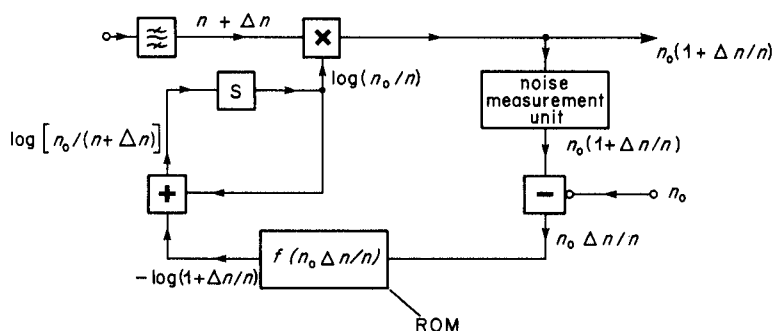 n + Δn
×
n₀(1 + Δn/n)
log(n₀/n)
S
noise
measurement
unit
log [n₀/(n + Δn)]
n₀(1 + Δn/n)
+
−
n₀
n₀ Δn/n
f (n₀ Δn/n)
−log(1 + Δn/n)
ROM